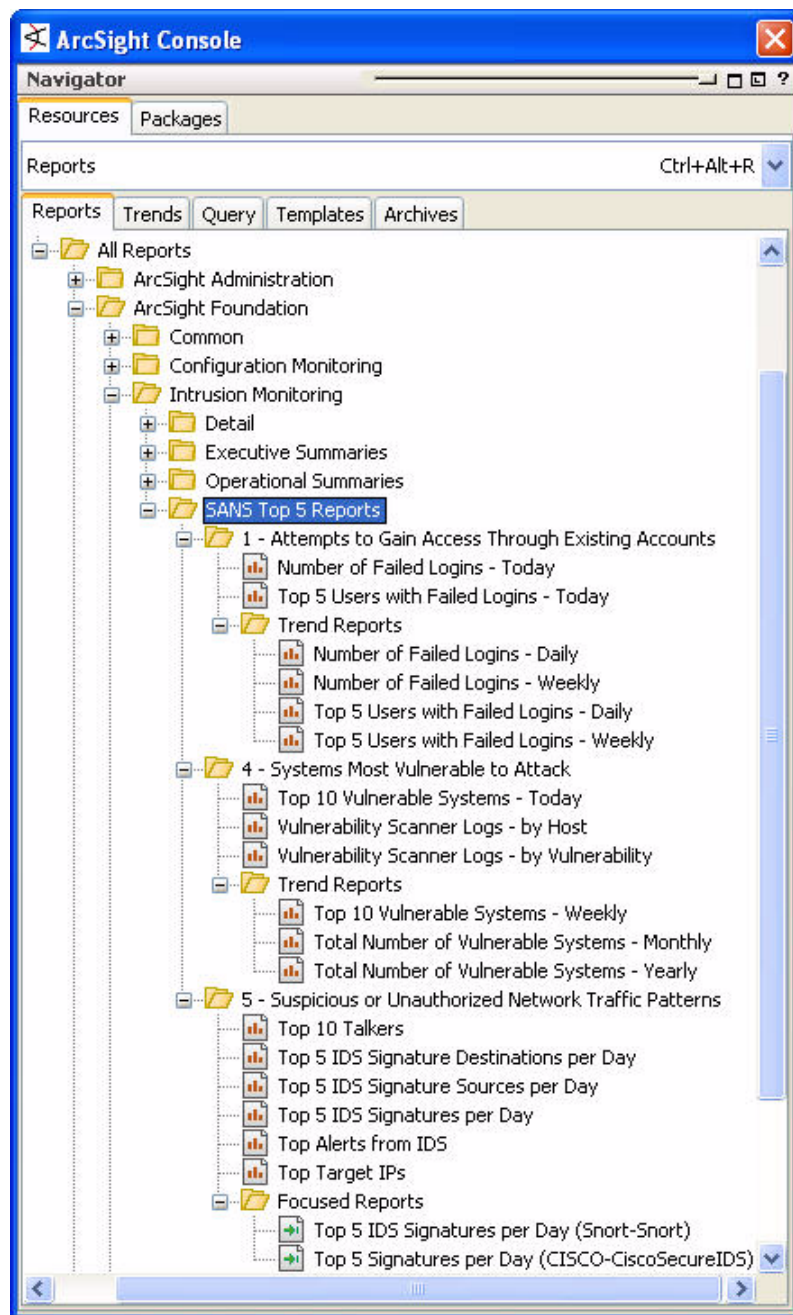 ArcSight Console
Navigator ?
Resources Packages
Reports Ctrl+Alt+R
Reports Trends Query Templates Archives
All Reports
ArcSight Administration
ArcSight Foundation
Common
Configuration Monitoring
Intrusion Monitoring
Detail
Executive Summaries
Operational Summaries
SANS Top 5 Reports
1 - Attempts to Gain Access Through Existing Accounts
Number of Failed Logins - Today
Top 5 Users with Failed Logins - Today
Trend Reports
Number of Failed Logins - Daily
Number of Failed Logins - Weekly
Top 5 Users with Failed Logins - Daily
Top 5 Users with Failed Logins - Weekly
4 - Systems Most Vulnerable to Attack
Top 10 Vulnerable Systems - Today
Vulnerability Scanner Logs - by Host
Vulnerability Scanner Logs - by Vulnerability
Trend Reports
Top 10 Vulnerable Systems - Weekly
Total Number of Vulnerable Systems - Monthly
Total Number of Vulnerable Systems - Yearly
5 - Suspicious or Unauthorized Network Traffic Patterns
Top 10 Talkers
Top 5 IDS Signature Destinations per Day
Top 5 IDS Signature Sources per Day
Top 5 IDS Signatures per Day
Top Alerts from IDS
Top Target IPs
Focused Reports
Top 5 IDS Signatures per Day (Snort-Snort)
Top 5 Signatures per Day (CISCO-CiscoSecureIDS)